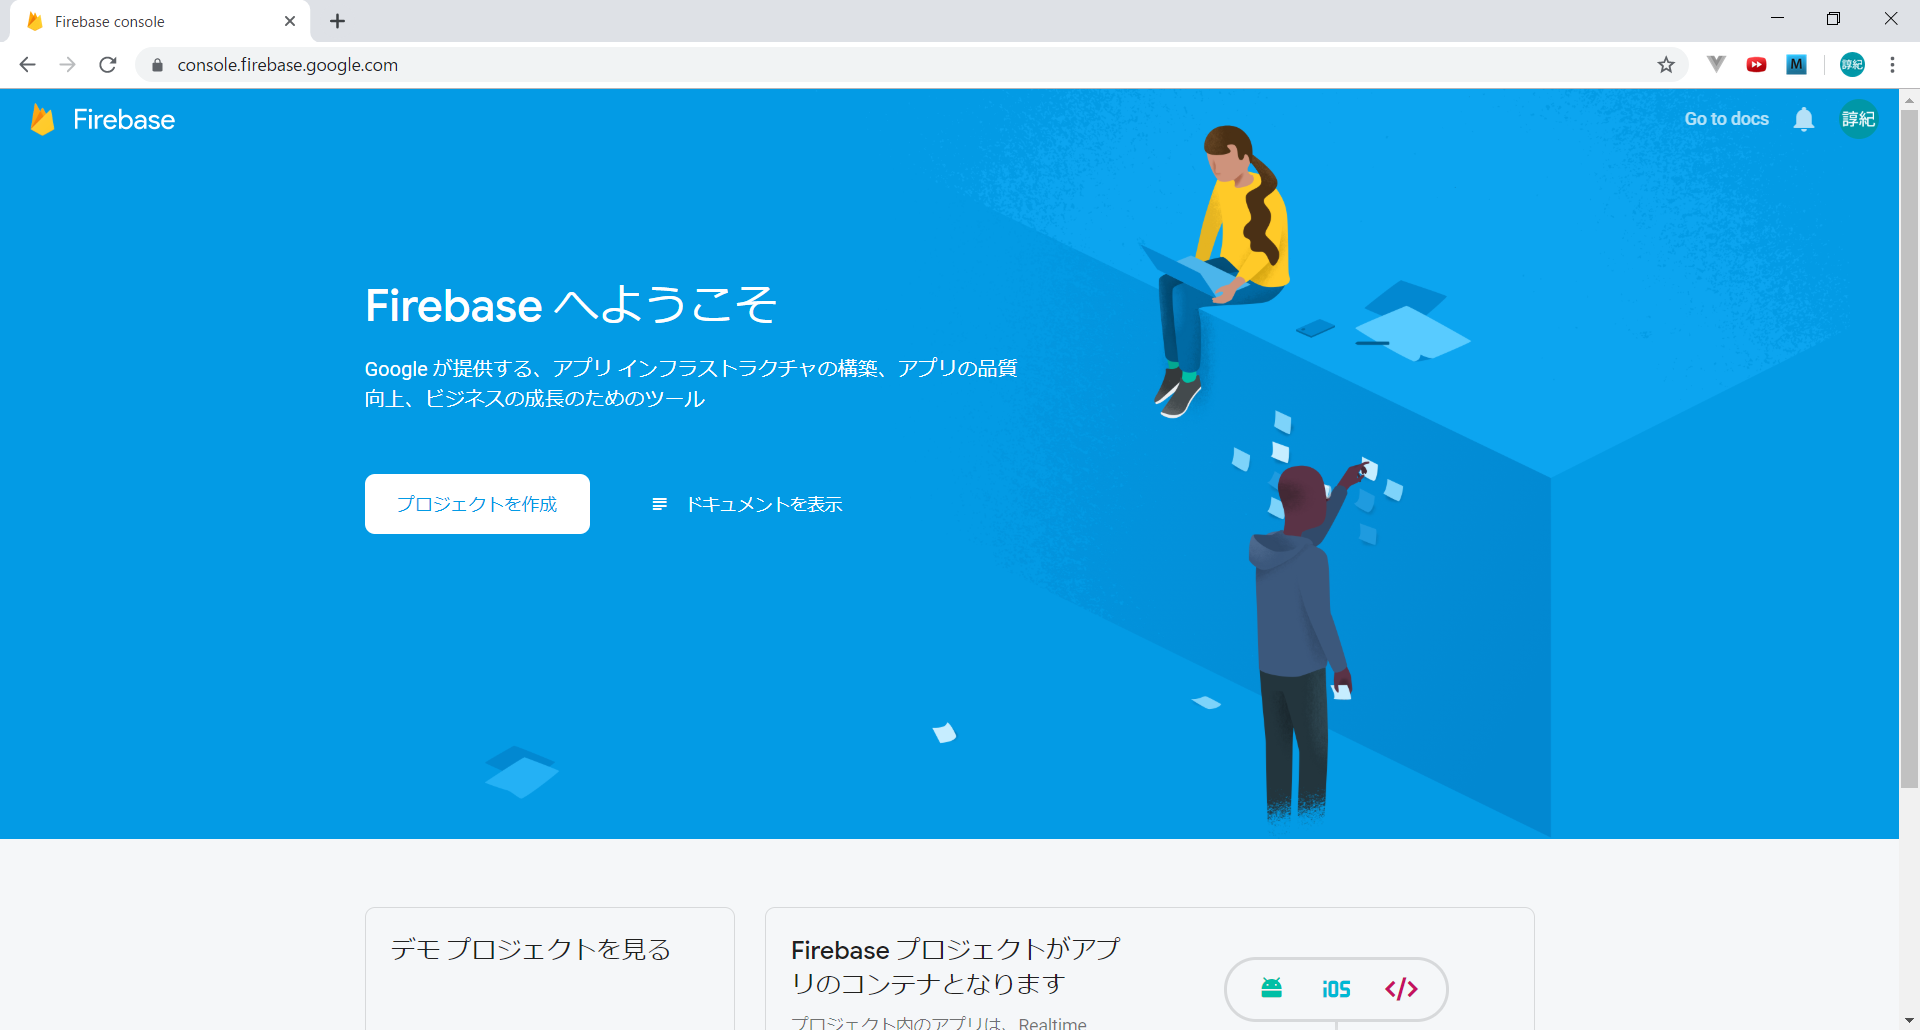 Firebase console
console.firebase.google.com
M
諄紀
Firebase
Go to docs
諄紀
Firebase へようこそ
Google が提供する、アプリ インフラストラクチャの構築、アプリの品質
向上、ビジネスの成長のためのツール
プロジェクトを作成
ドキュメントを表示
デモ プロジェクトを見る
Firebase プロジェクトがアプ
リのコンテナとなります
iOS
</>
プロジェクト内のアプリは、Realtime